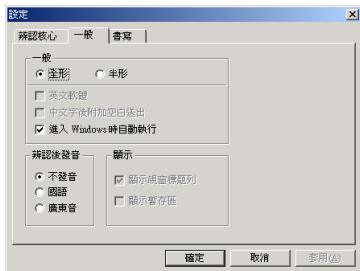 設定
辨認核心 一般 書寫
一般
全形 半形
英文軟體
中文字後附加空白送出
進入 Windows 時自動執行
辨認後發音 顯示
不發音
國語
廣東音
顯示視窗標題列
顯示暫存區
確定 取消 套用(A)